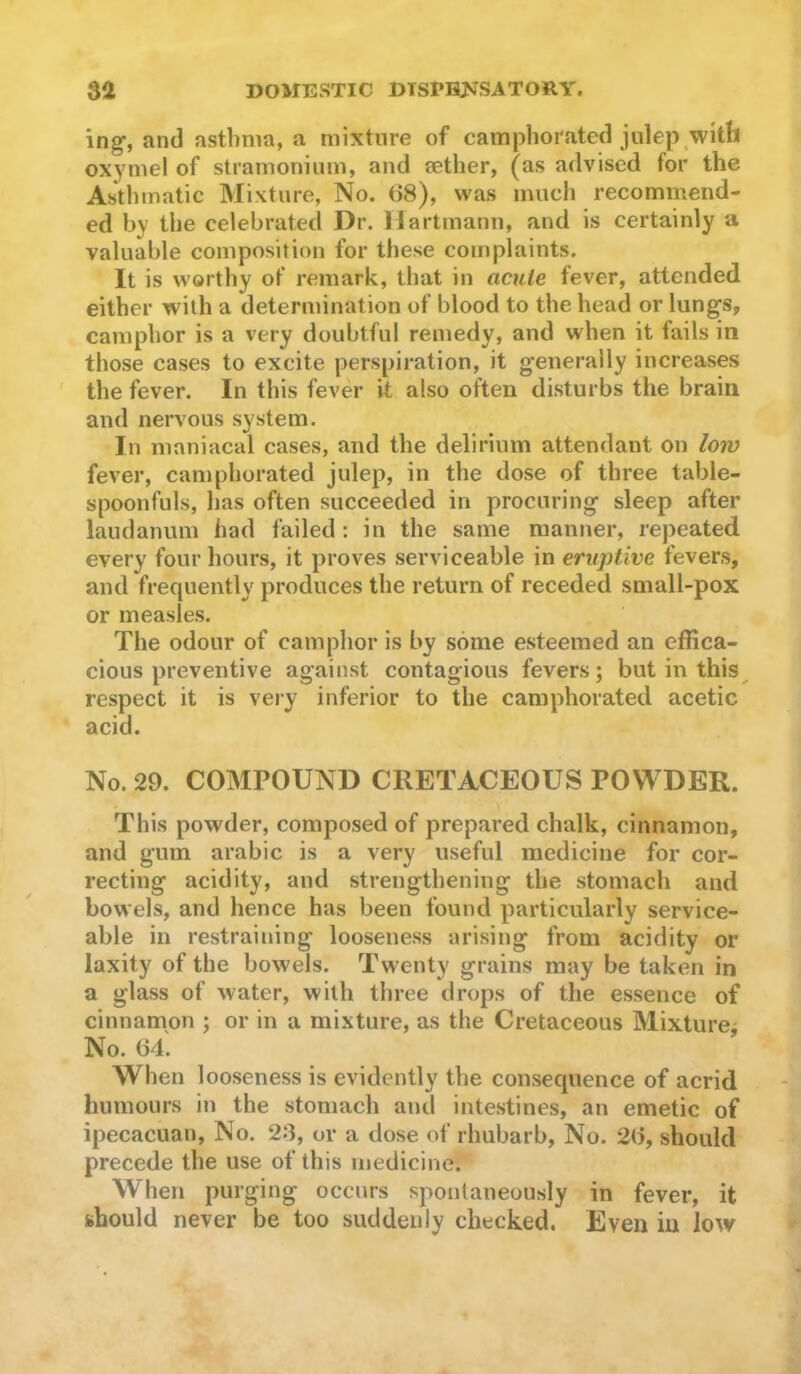 32 DOMESTIC DISPENSATORY.
ing, and asthma, a mixture of camphorated julep with
oxymel of stramonium, and æther, (as advised for the
Asthmatic Mixture, No. 68), was much recommend-
ed by the celebrated Dr. Hartmann, and is certainly a
valuable composition for these complaints.
It is worthy of remark, that in acute fever, attended
either with a determination of blood to the head or lungs,
camphor is a very doubtful remedy, and when it fails in
those cases to excite perspiration, it generally increases
the fever. In this fever it also often disturbs the brain
and nervous system.
In maniacal cases, and the delirium attendant on low
fever, camphorated julep, in the dose of three table-
spoonfuls, has often succeeded in procuring sleep after
laudanum had failed : in the same manner, repeated
every four hours, it proves serviceable in eruptive fevers,
and frequently produces the return of receded small-pox
or measles.
The odour of camphor is by some esteemed an effica-
cious preventive against contagious fevers ; but in this
respect it is very inferior to the camphorated acetic
acid.
No. 29. COMPOUND CRETACEOUS POWDER.
This powder, composed of prepared chalk, cinnamon,
and gum arabic is a very useful medicine for cor-
recting acidity, and strengthening the stomach and
bowels, and hence has been found particularly service-
able in restraining looseness arising from acidity or
laxity of the bowels. Twenty grains may be taken in
a glass of water, with three drops of the essence of
cinnamon ; or in a mixture, as the Cretaceous Mixture,
No. 64.
When looseness is evidently the consequence of acrid
humours in the stomach and intestines, an emetic of
ipecacuan, No. 23, or a dose of rhubarb, No. 26, should
precede the use of this medicine.
When purging occurs spontaneously in fever, it
should never be too suddenly checked. Even in low